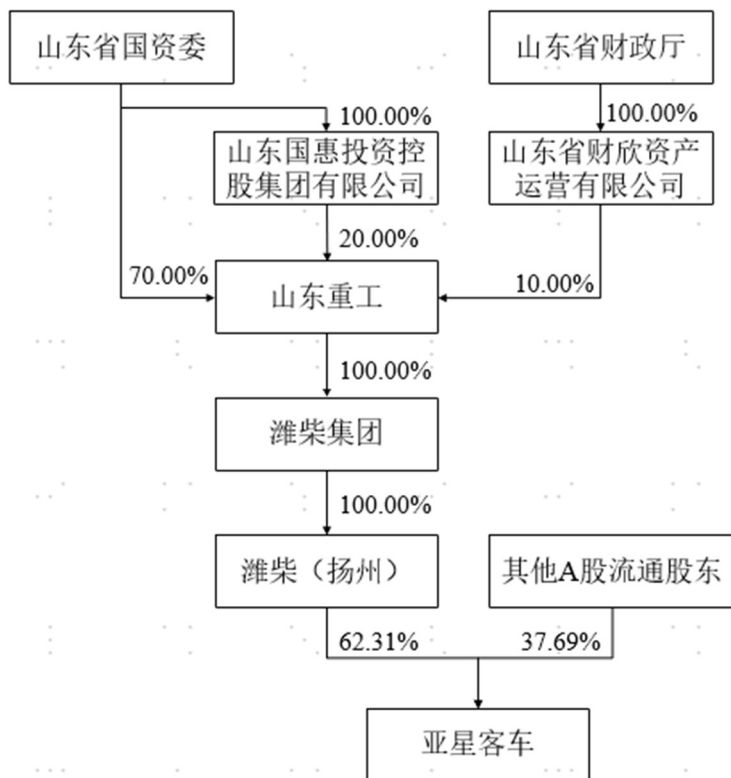 山东省国资委
山东省财政厅
100.00%
100.00%
山东国惠投资控
股集团有限公司
山东省财欣资产
运营有限公司
20.00%
70.00%
10.00%
山东重工
100.00%
潍柴集团
100.00%
潍柴（扬州）
其他A股流通股东
62.31%
37.69%
亚星客车